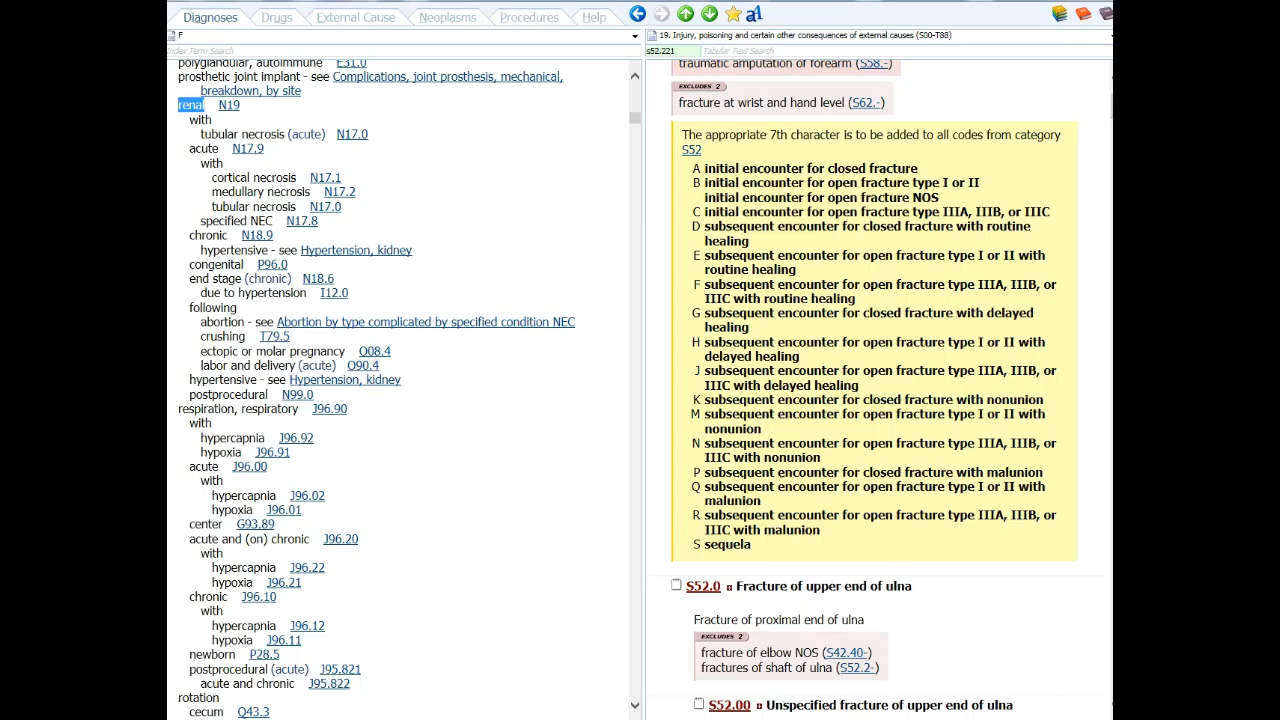 Diagnoses
Drugs
External Cause
Neoplasms
Procedures
Help
F
Index Term Search
polyglandular, autoimmune E31.0
prosthetic joint implant - see Complications, joint prosthesis, mechanical,
breakdown, by site
renal N19
with
tubular necrosis (acute) N17.0
acute N17.9
with
cortical necrosis N17.1
medullary necrosis N17.2
tubular necrosis N17.0
specified NEC N17.8
chronic N18.9
hypertensive - see Hypertension, kidney
congenital P96.0
end stage (chronic) N18.6
due to hypertension I12.0
following
abortion - see Abortion by type complicated by specified condition NEC
crushing T79.5
ectopic or molar pregnancy O08.4
labor and delivery (acute) O90.4
hypertensive - see Hypertension, kidney
postprocedural N99.0
respiration, respiratory J96.90
with
hypercapnia J96.92
hypoxia J96.91
acute J96.00
with
hypercapnia J96.02
hypoxia J96.01
center G93.89
acute and (on) chronic J96.20
with
hypercapnia J96.22
hypoxia J96.21
chronic J96.10
with
hypercapnia J96.12
hypoxia J96.11
newborn P28.5
postprocedural (acute) J95.821
acute and chronic J95.822
rotation
cecum Q43.3
19. Injury, poisoning and certain other consequences of external causes (S00-T88)
s52.221
Tabular Text Search
traumatic amputation of forearm (S58.-)
EXCLUDES 2
fracture at wrist and hand level (S62.-)
The appropriate 7th character is to be added to all codes from category
S52
A initial encounter for closed fracture
B initial encounter for open fracture type I or II
initial encounter for open fracture NOS
C initial encounter for open fracture type IIIA, IIIB, or IIIC
D subsequent encounter for closed fracture with routine
healing
E subsequent encounter for open fracture type I or II with
routine healing
F subsequent encounter for open fracture type IIIA, IIIB, or
IIIC with routine healing
G subsequent encounter for closed fracture with delayed
healing
H subsequent encounter for open fracture type I or II with
delayed healing
J subsequent encounter for open fracture type IIIA, IIIB, or
IIIC with delayed healing
K subsequent encounter for closed fracture with nonunion
M subsequent encounter for open fracture type I or II with
nonunion
N subsequent encounter for open fracture type IIIA, IIIB, or
IIIC with nonunion
P subsequent encounter for closed fracture with malunion
Q subsequent encounter for open fracture type I or II with
malunion
R subsequent encounter for open fracture type IIIA, IIIB, or
IIIC with malunion
S sequela
S52.0 Fracture of upper end of ulna
Fracture of proximal end of ulna
EXCLUDES 2
fracture of elbow NOS (S42.40-)
fractures of shaft of ulna (S52.2-)
S52.00 Unspecified fracture of upper end of ulna